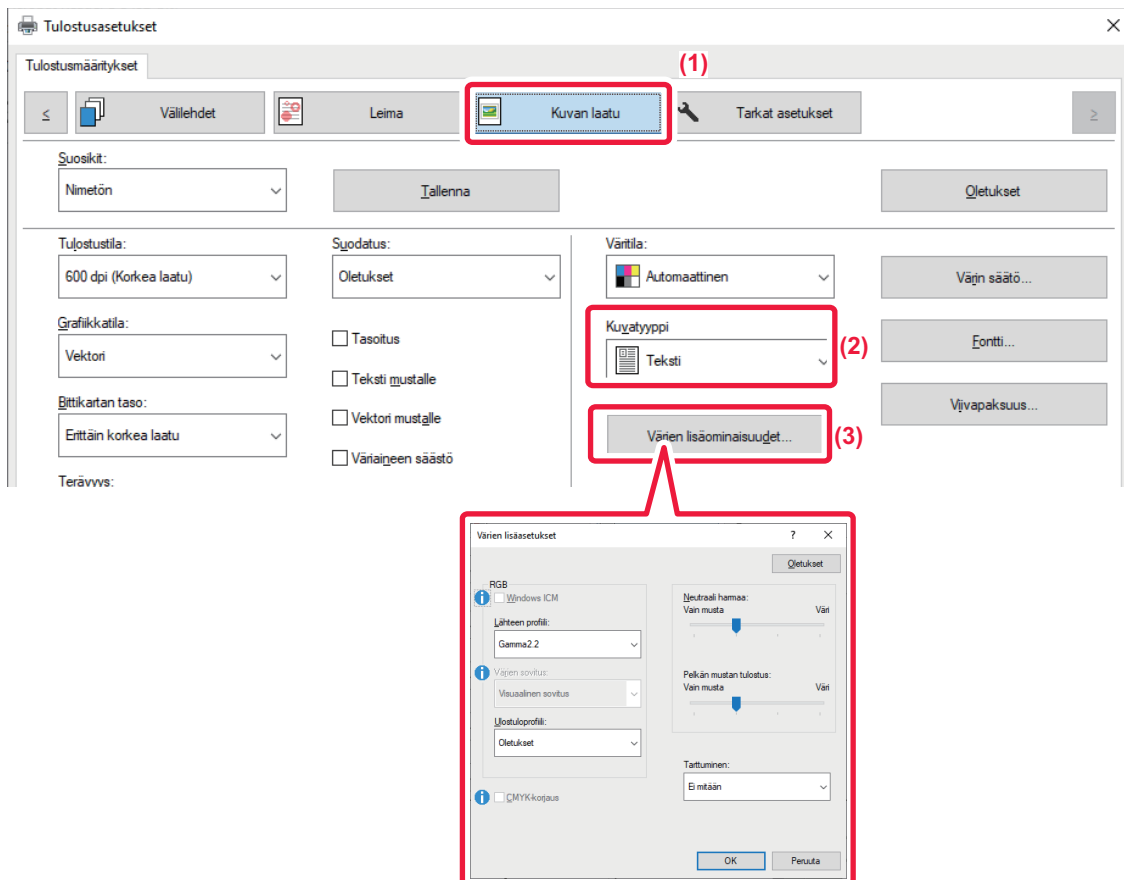 Tulostusasetukset
Tulostusmääritykset
(1)
≤
Välilehdet
Leima
Kuvan laatu
Tarkat asetukset
≥
Suosikit:
Nimetön
Tallenna
Oletukset
Tulostustila:
600 dpi (Korkea laatu)
Suodatus:
Oletukset
Väritila:
Automaattinen
Värin säätö...
Grafiikkatila:
Vektori
Tasoitus
Teksti mustalle
Kuvatyyppi
Teksti
(2)
Fontti...
Bittikartan taso:
Erittäin korkea laatu
Vektori mustalle
Väriaineen säästö
Värien lisäominaisuudet...
(3)
Viivapaksuus...
Terävyys:
Värien lisäasetukset
?
Oletukset
RGB
Windows ICM
Lähteen profiili:
Gamma2.2
Värien sovitus:
Visuaalinen sovitus
Ulostuloprofiili:
Oletukset
CMYK-korjaus
Neutraali harmaa:
Vain musta Väri
Pelkän mustan tulostus:
Vain musta Väri
Tarttuminen:
Ei mitään
OK
Peruuta